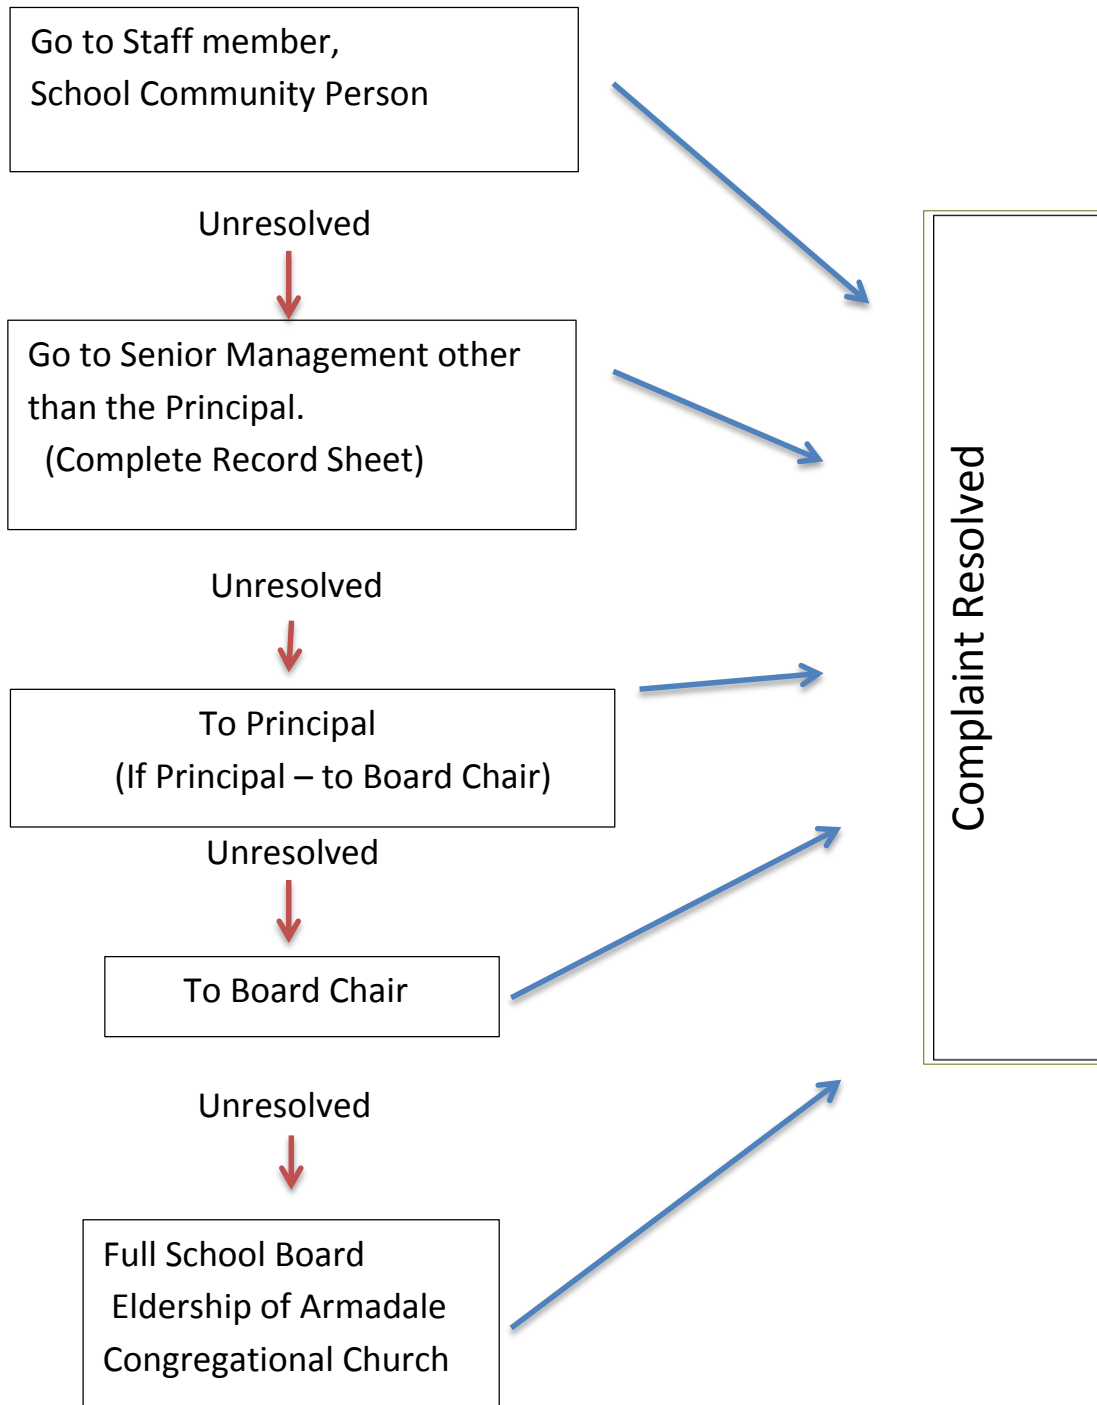 Go to Staff member,
School Community Person
Unresolved
Go to Senior Management other
than the Principal.
(Complete Record Sheet)
Unresolved
To Principal
(If Principal – to Board Chair)
Unresolved
To Board Chair
Unresolved
Full School Board
Eldership of Armadale
Congregational Church
Complaint Resolved